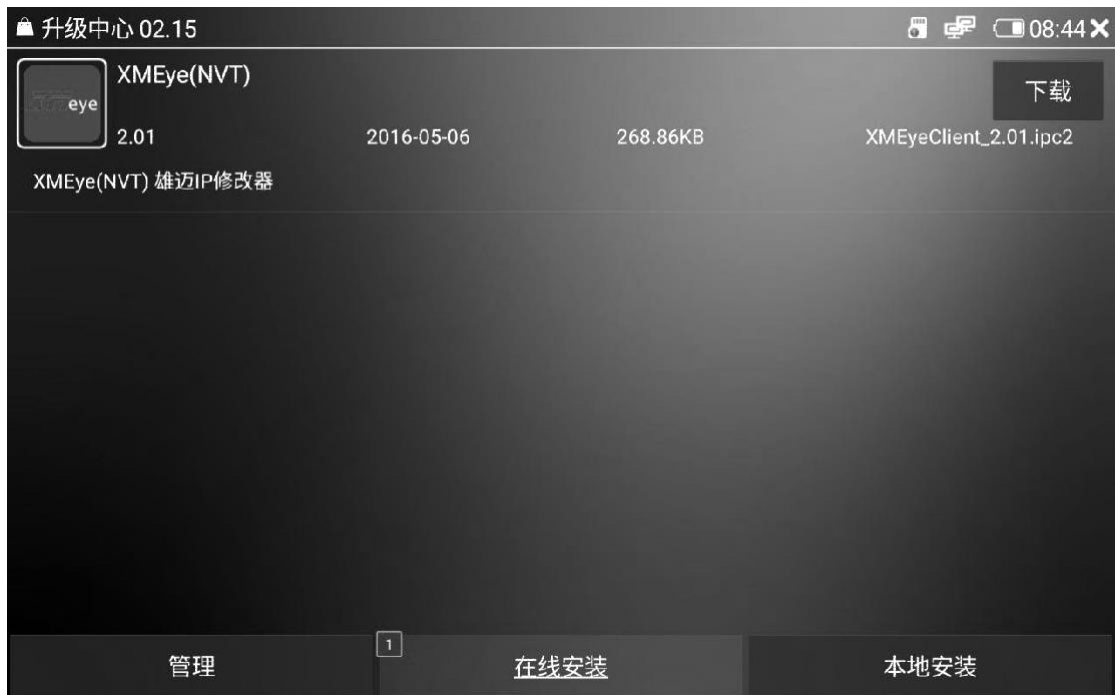 升级中心 02.15 08:44
XMEye(NVT)
下载
eye
2.01 2016-05-06 268.86KB XMEyeClient_2.01.ipc2
XMEye(NVT) 雄迈IP修改器
1
管理 在线安装 本地安装